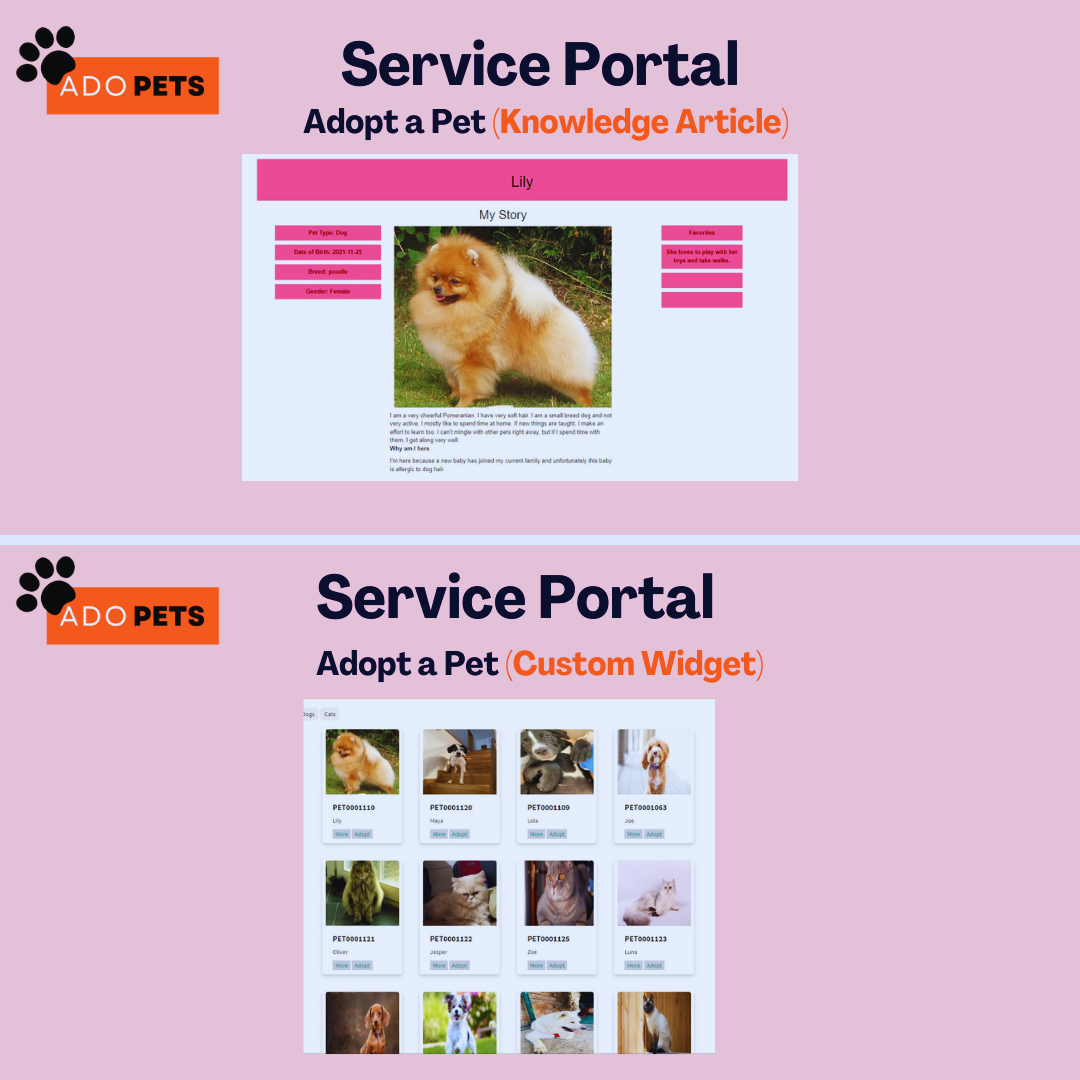 ADO PETS
Service Portal
Adopt a Pet (Knowledge Article)
Lily
My Story
Pet Type: Dog
Date of Birth: 2021-11-25
Breed: poodle
Gender: Female
Favorites
She loves to play with her
toys and take walks.
I am a very cheerful Pomeranian. I have very soft hair. I am a small breed dog and not
very active. I mostly like to spend time at home. If new things are taught, I make an
effort to learn too. I can't mingle with other pets right away, but if I spend time with
them, I get along very well.
Why am I here
I'm here because a new baby has joined my current family and unfortunately this baby
is allergic to dog hair.
ADO PETS
Service Portal
Adopt a Pet (Custom Widget)
Dogs Cats
PET0001110 PET0001120 PET0001109 PET0001063
Lily Maya Lola Joe
More Adopt More Adopt More Adopt More Adopt
PET0001121 PET0001122 PET0001125 PET0001123
Oliver Jasper Zoe Luna
More Adopt More Adopt More Adopt More Adopt